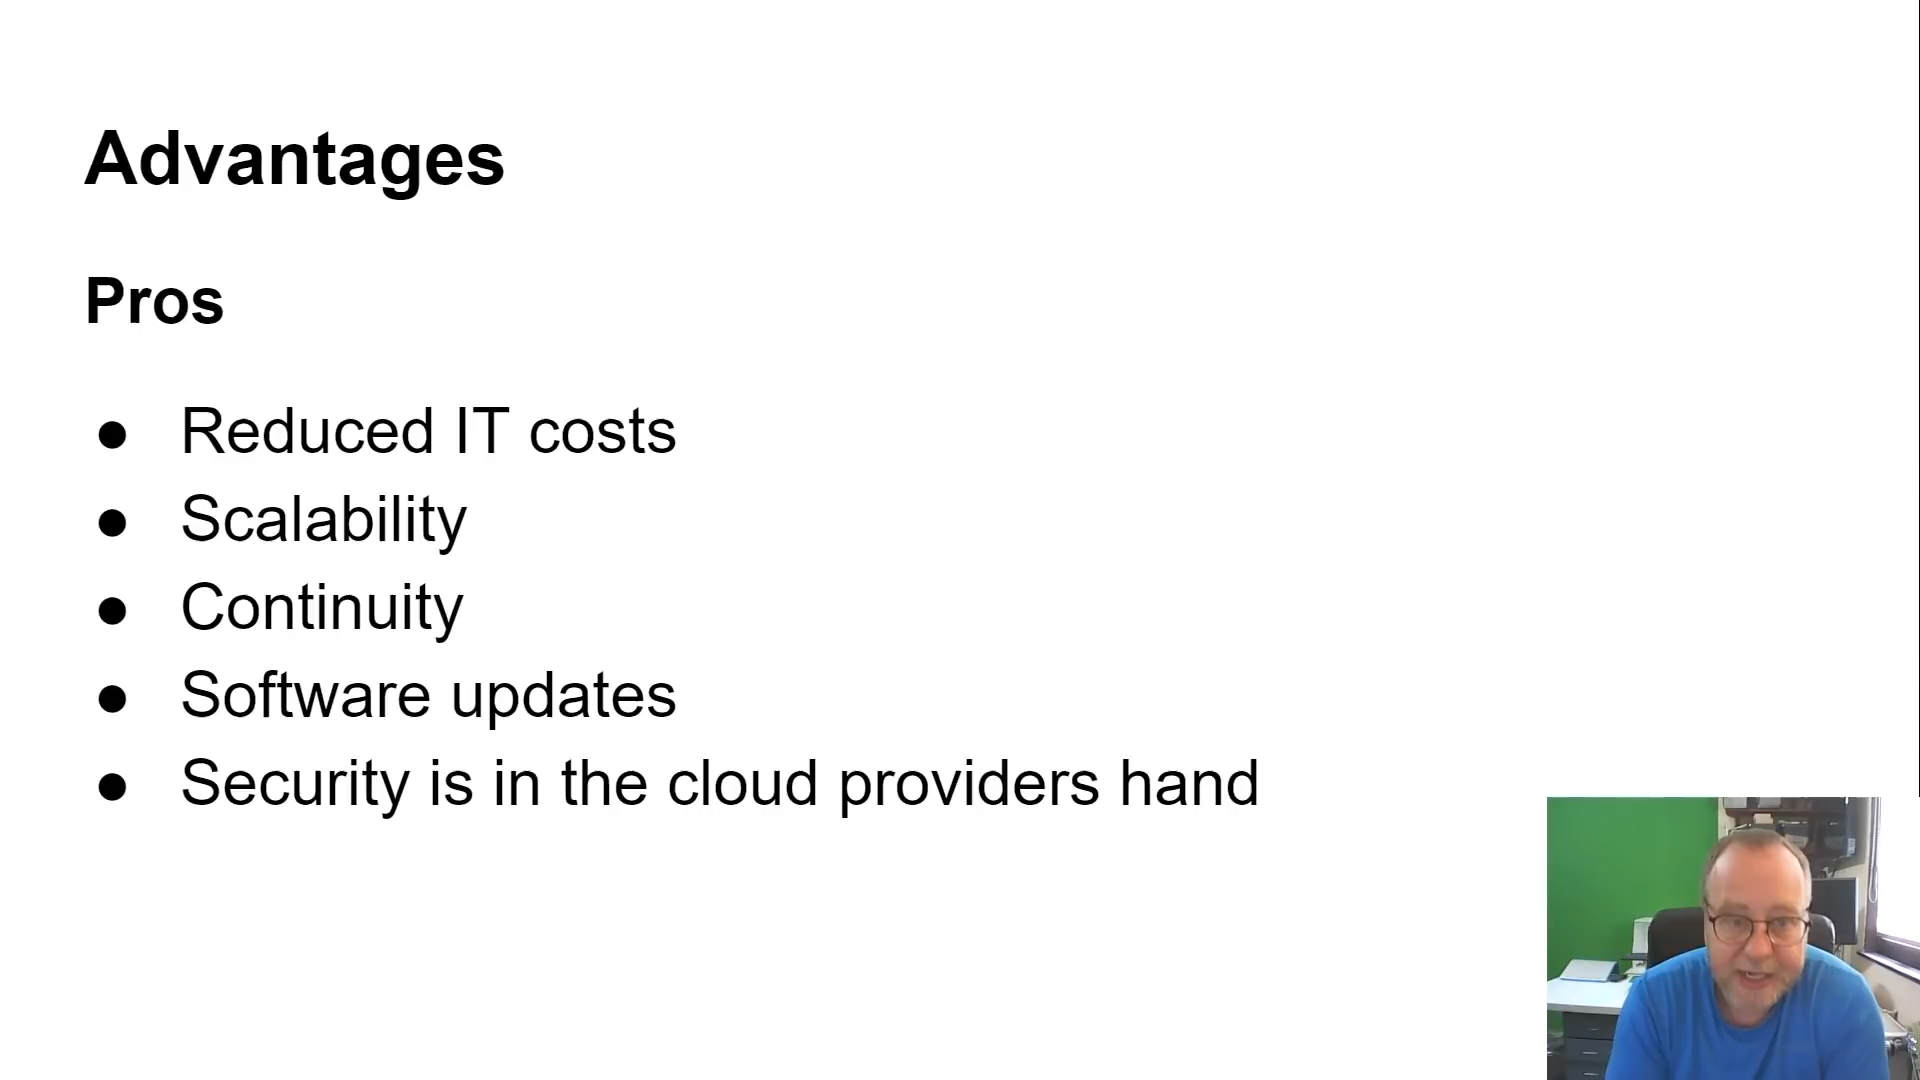 Advantages
Pros
● Reduced IT costs
● Scalability
● Continuity
● Software updates
● Security is in the cloud providers hand